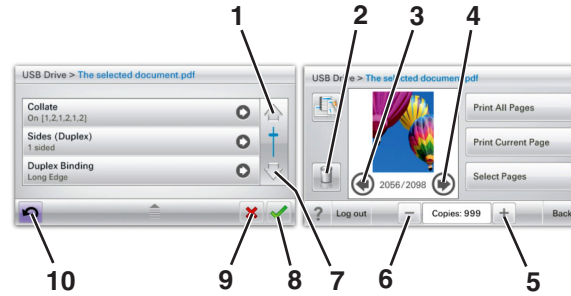 1
2
3
4
USB Drive > The selected document.pdf
Collate
On [1,2,1,2,1,2]
Sides (Duplex)
1 sided
Duplex Binding
Long Edge
USB Drive > The selected document.pdf
Print All Pages
Print Current Page
Select Pages
2056/2098
? Log out
Copies: 999
Back
10
9
8
7
6
5